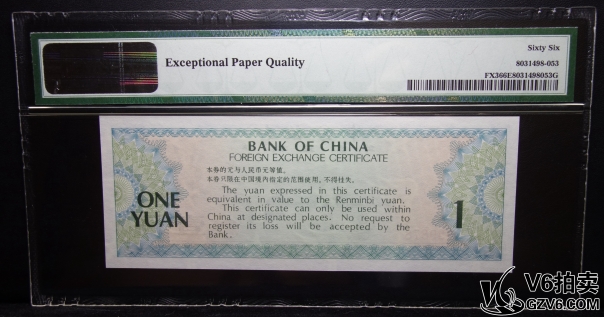 Exceptional Paper Quality
Sixty Six
8031498-053
FX366E8031498053G
BANK OF CHINA
FOREIGN EXCHANGE CERTIFICATE
本券的元与人民币元等值。
本券只限在中国境内指定的范围使用,不得挂失。
ONE
YUAN
The yuan expressed in this certificate is
equivalent in value to the Renminbi yuan.
This certificate can only be used within
China at designated places. No request to
register its loss will be accepted by the
Bank.
1
V6拍卖
GZV6.COM